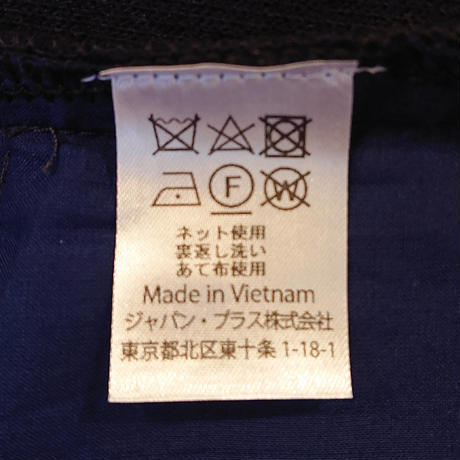 F W
ネット使用
裏返し洗い
あて布使用
Made in Vietnam
ジャパン・プラス株式会社
東京都北区東十条 1-18-1